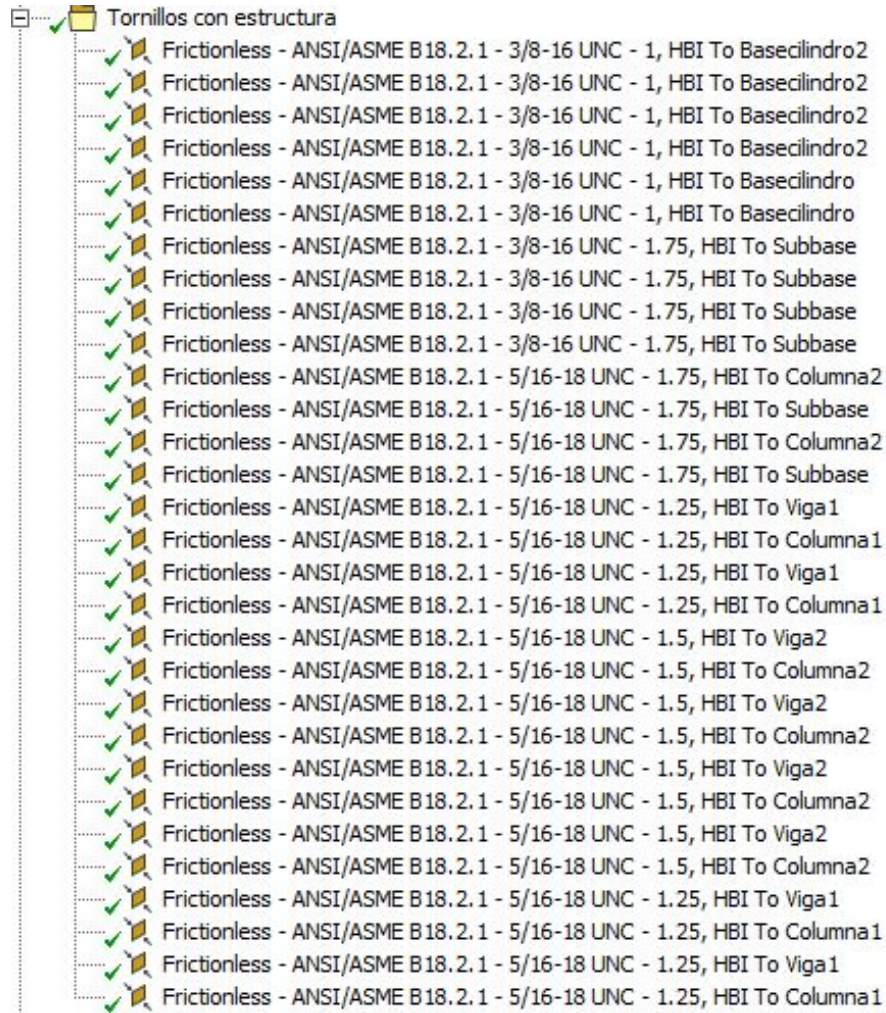 Tornillos con estructura
Frictionless - ANSI/ASME B18.2.1 - 3/8-16 UNC - 1, HBI To Basecilindro2
Frictionless - ANSI/ASME B18.2.1 - 3/8-16 UNC - 1, HBI To Basecilindro2
Frictionless - ANSI/ASME B18.2.1 - 3/8-16 UNC - 1, HBI To Basecilindro2
Frictionless - ANSI/ASME B18.2.1 - 3/8-16 UNC - 1, HBI To Basecilindro2
Frictionless - ANSI/ASME B18.2.1 - 3/8-16 UNC - 1, HBI To Basecilindro
Frictionless - ANSI/ASME B18.2.1 - 3/8-16 UNC - 1, HBI To Basecilindro
Frictionless - ANSI/ASME B18.2.1 - 3/8-16 UNC - 1.75, HBI To Subbase
Frictionless - ANSI/ASME B18.2.1 - 3/8-16 UNC - 1.75, HBI To Subbase
Frictionless - ANSI/ASME B18.2.1 - 3/8-16 UNC - 1.75, HBI To Subbase
Frictionless - ANSI/ASME B18.2.1 - 3/8-16 UNC - 1.75, HBI To Subbase
Frictionless - ANSI/ASME B18.2.1 - 5/16-18 UNC - 1.75, HBI To Columna2
Frictionless - ANSI/ASME B18.2.1 - 5/16-18 UNC - 1.75, HBI To Subbase
Frictionless - ANSI/ASME B18.2.1 - 5/16-18 UNC - 1.75, HBI To Columna2
Frictionless - ANSI/ASME B18.2.1 - 5/16-18 UNC - 1.75, HBI To Subbase
Frictionless - ANSI/ASME B18.2.1 - 5/16-18 UNC - 1.25, HBI To Viga1
Frictionless - ANSI/ASME B18.2.1 - 5/16-18 UNC - 1.25, HBI To Columna1
Frictionless - ANSI/ASME B18.2.1 - 5/16-18 UNC - 1.25, HBI To Viga1
Frictionless - ANSI/ASME B18.2.1 - 5/16-18 UNC - 1.25, HBI To Columna1
Frictionless - ANSI/ASME B18.2.1 - 5/16-18 UNC - 1.5, HBI To Viga2
Frictionless - ANSI/ASME B18.2.1 - 5/16-18 UNC - 1.5, HBI To Columna2
Frictionless - ANSI/ASME B18.2.1 - 5/16-18 UNC - 1.5, HBI To Viga2
Frictionless - ANSI/ASME B18.2.1 - 5/16-18 UNC - 1.5, HBI To Columna2
Frictionless - ANSI/ASME B18.2.1 - 5/16-18 UNC - 1.5, HBI To Viga2
Frictionless - ANSI/ASME B18.2.1 - 5/16-18 UNC - 1.5, HBI To Columna2
Frictionless - ANSI/ASME B18.2.1 - 5/16-18 UNC - 1.5, HBI To Viga2
Frictionless - ANSI/ASME B18.2.1 - 5/16-18 UNC - 1.5, HBI To Columna2
Frictionless - ANSI/ASME B18.2.1 - 5/16-18 UNC - 1.25, HBI To Viga1
Frictionless - ANSI/ASME B18.2.1 - 5/16-18 UNC - 1.25, HBI To Columna1
Frictionless - ANSI/ASME B18.2.1 - 5/16-18 UNC - 1.25, HBI To Viga1
Frictionless - ANSI/ASME B18.2.1 - 5/16-18 UNC - 1.25, HBI To Columna1